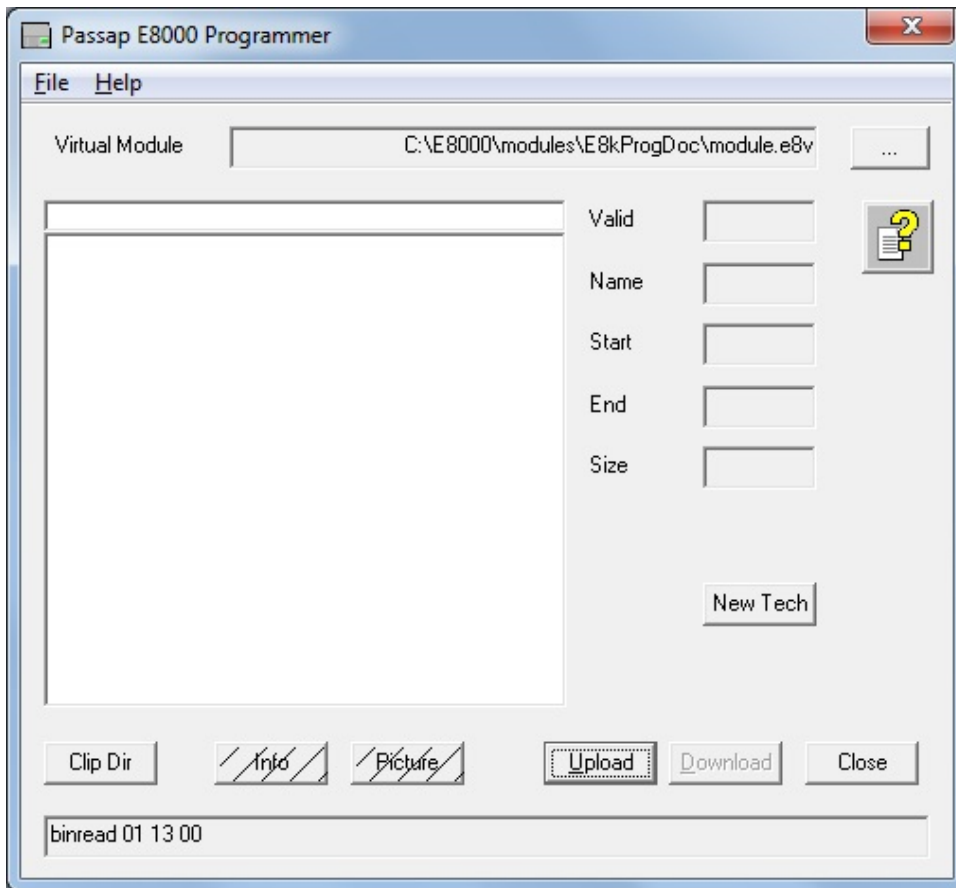 Passap E8000 Programmer
File Help
Virtual Module C:\E8000\modules\E8kProgDoc\module.e8v ...
Valid
Name
Start
End
Size
New Tech
Clip Dir Info Picture Upload Download Close
binread 01 13 00